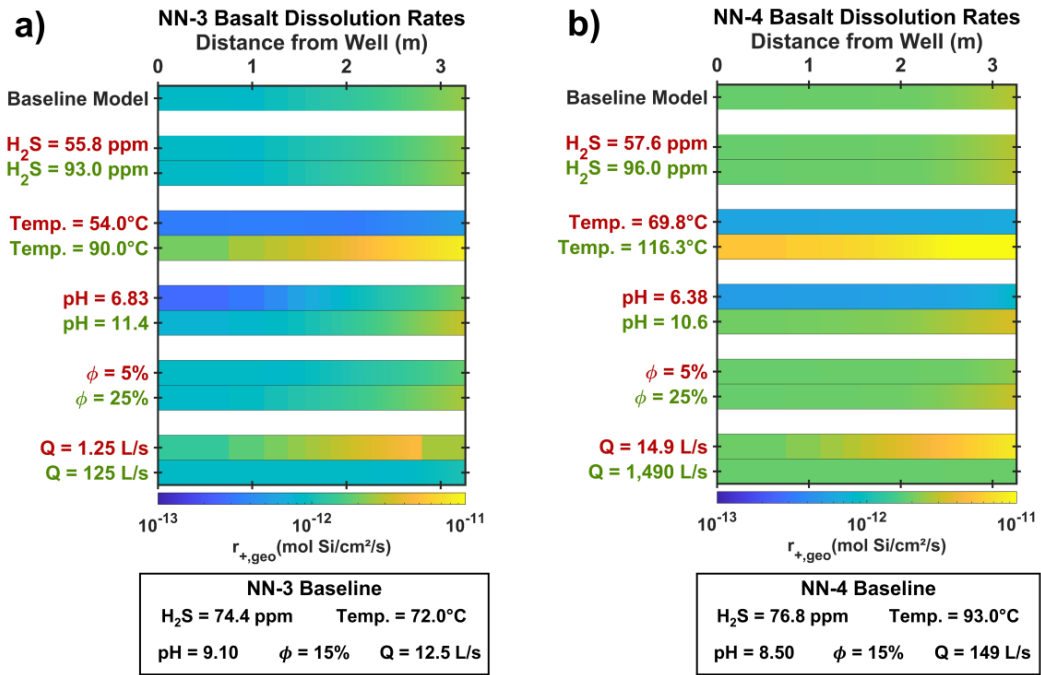 a)
NN-3 Basalt Dissolution Rates
Distance from Well (m)
0 1 2 3
Baseline Model
H₂S = 55.8 ppm
H₂S = 93.0 ppm
Temp. = 54.0°C
Temp. = 90.0°C
pH = 6.83
pH = 11.4
ϕ = 5%
ϕ = 25%
Q = 1.25 L/s
Q = 125 L/s
10⁻¹³ 10⁻¹² 10⁻¹¹
r₊,geo(mol Si/cm²/s)
NN-3 Baseline
H₂S = 74.4 ppm Temp. = 72.0°C
pH = 9.10 ϕ = 15% Q = 12.5 L/s
b)
NN-4 Basalt Dissolution Rates
Distance from Well (m)
0 1 2 3
Baseline Model
H₂S = 57.6 ppm
H₂S = 96.0 ppm
Temp. = 69.8°C
Temp. = 116.3°C
pH = 6.38
pH = 10.6
ϕ = 5%
ϕ = 25%
Q = 14.9 L/s
Q = 1,490 L/s
10⁻¹³ 10⁻¹² 10⁻¹¹
r₊,geo(mol Si/cm²/s)
NN-4 Baseline
H₂S = 76.8 ppm Temp. = 93.0°C
pH = 8.50 ϕ = 15% Q = 149 L/s